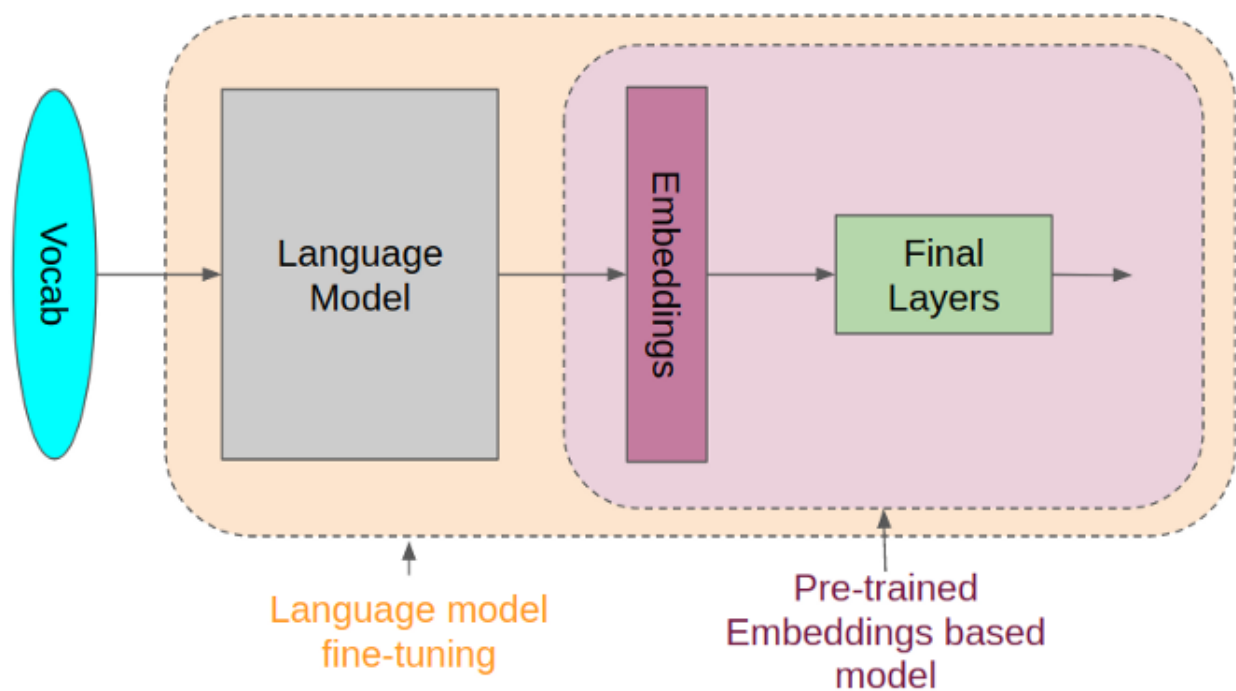 Vocab
Language
Model
Embeddings
Final
Layers
Language model
fine-tuning
Pre-trained
Embeddings based
model